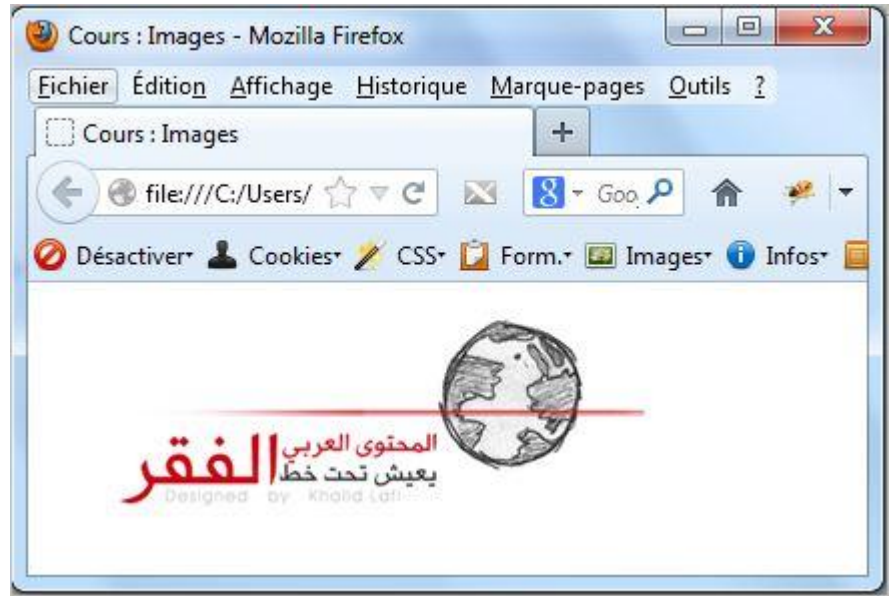 Cours : Images - Mozilla Firefox
Fichier Édition Affichage Historique Marque-pages Outils ?
Cours : Images
file:///C:/Users/ 8 Goo
Désactiver Cookies CSS Form. Images Infos
المحتوى العربي
يعيش تحت خط الفقر
Designed by Khalid Lafi